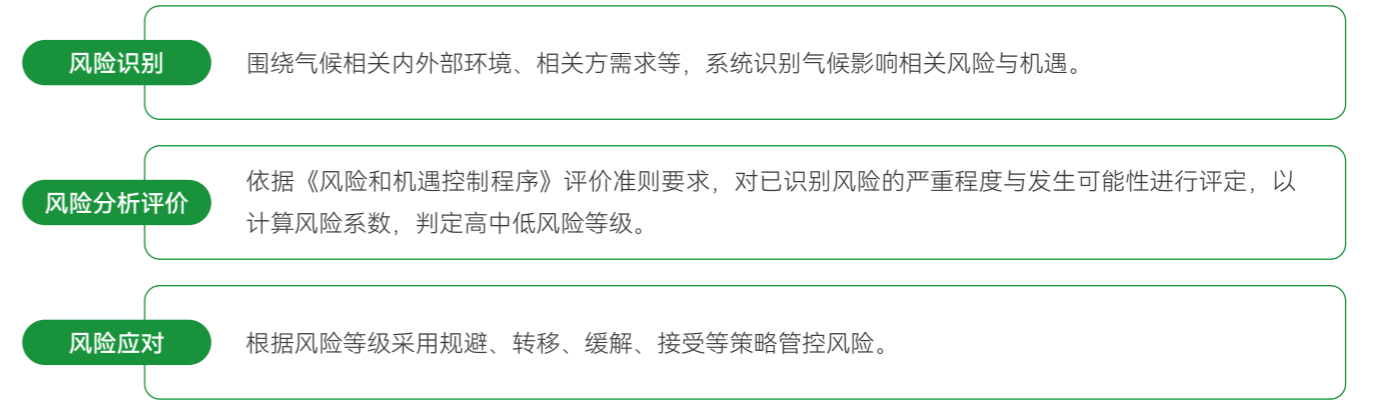 风险识别
围绕气候相关内外部环境、相关方需求等，系统识别气候影响相关风险与机遇。
风险分析评价
依据《风险和机遇控制程序》评价准则要求，对已识别风险的严重程度与发生可能性进行评定，以
计算风险系数，判定高中低风险等级。
风险应对
根据风险等级采用规避、转移、缓解、接受等策略管控风险。